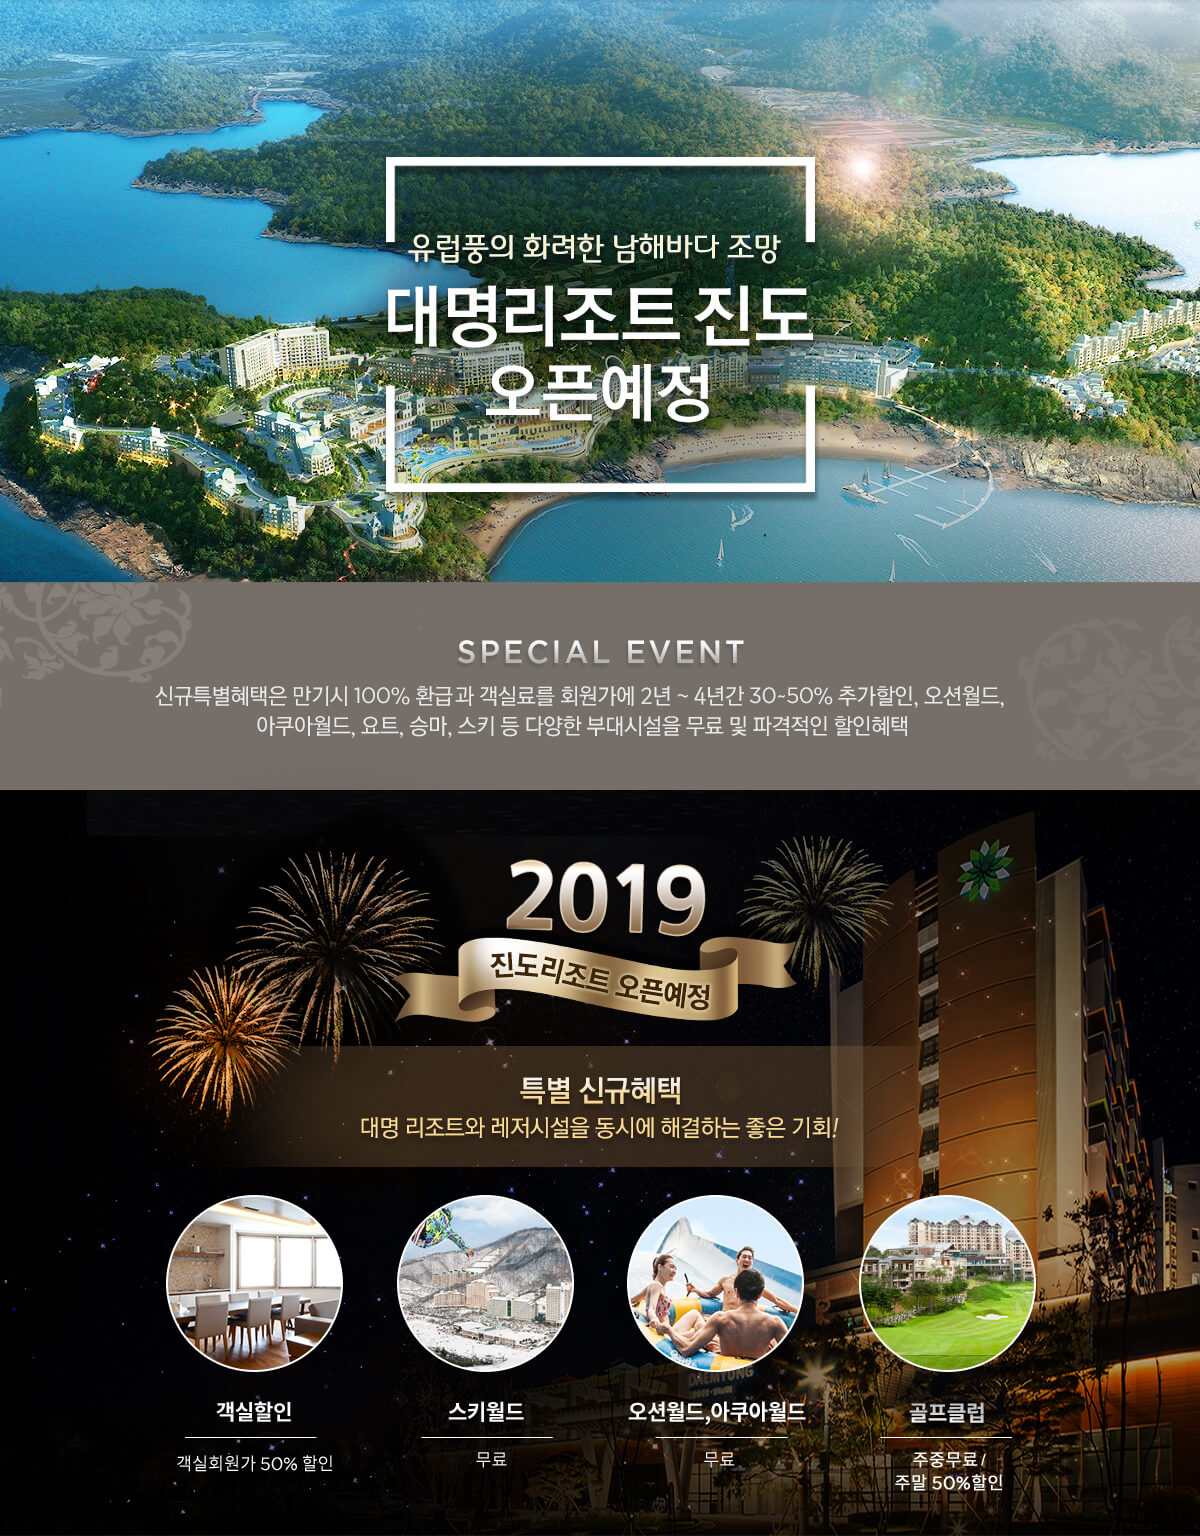 유럽풍의 화려한 남해바다 조망
대명리조트 진도
오픈예정
SPECIAL EVENT
신규특별혜택은 만기시 100% 환급과 객실료를 회원가에 2년 ~ 4년간 30~50% 추가할인, 오션월드,
아쿠아월드, 요트, 승마, 스키 등 다양한 부대시설을 무료 및 파격적인 할인혜택
2019
진도리조트 오픈예정
특별 신규혜택
대명 리조트와 레저시설을 동시에 해결하는 좋은 기회!
DAEMYUNG
객실할인
객실회원가 50% 할인
스키월드
무료
오션월드,아쿠아월드
무료
골프클럽
주중무료 /
주말 50%할인